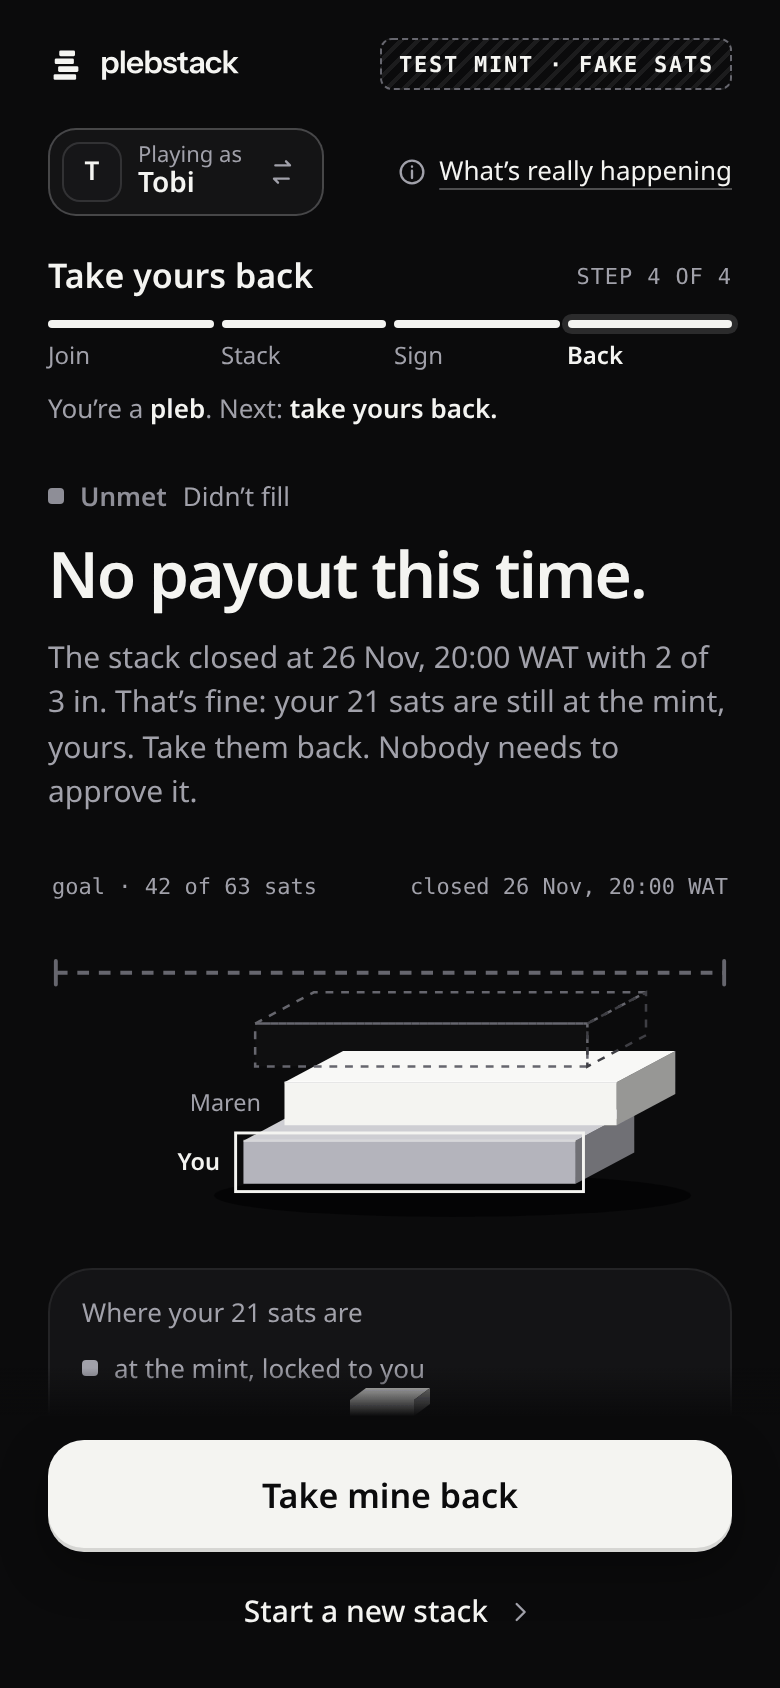 plebstack
TEST MINT · FAKE SATS
T
Playing as
Tobi
What’s really happening
Take yours back
STEP 4 OF 4
Join
Stack
Sign
Back
You’re a pleb. Next: take yours back.
Unmet Didn’t fill
No payout this time.
The stack closed at 26 Nov, 20:00 WAT with 2 of
3 in. That’s fine: your 21 sats are still at the mint,
yours. Take them back. Nobody needs to
approve it.
goal · 42 of 63 sats
closed 26 Nov, 20:00 WAT
Maren
You
Where your 21 sats are
at the mint, locked to you
Take mine back
Start a new stack